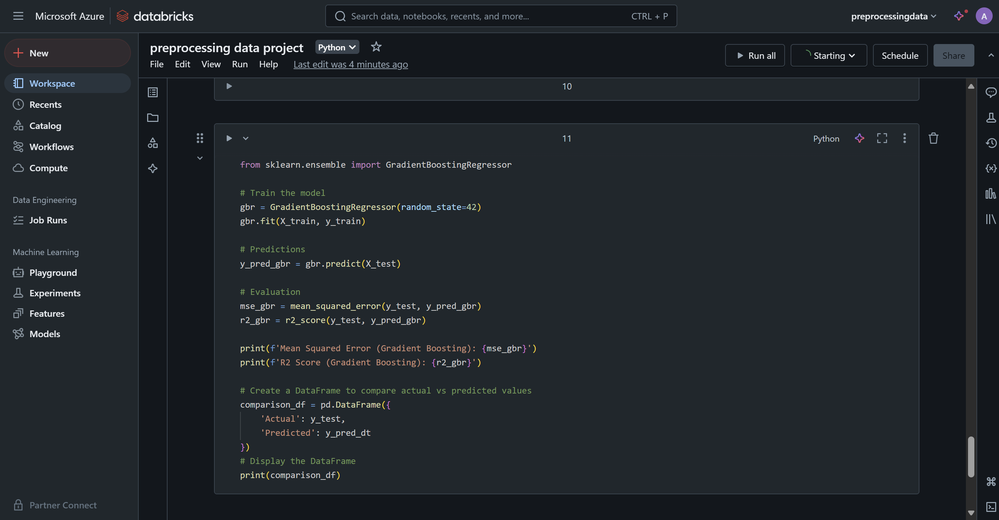 Microsoft Azure databricks
Search data, notebooks, recents, and more... CTRL + P
preprocessingdata
A
New
Workspace
Recents
Catalog
Workflows
Compute
Data Engineering
Job Runs
Machine Learning
Playground
Experiments
Features
Models
Partner Connect
preprocessing data project Python
File Edit View Run Help Last edit was 4 minutes ago
Run all Starting Schedule Share
10
11
Python
from sklearn.ensemble import GradientBoostingRegressor
# Train the model
gbr = GradientBoostingRegressor(random_state=42)
gbr.fit(X_train, y_train)
# Predictions
y_pred_gbr = gbr.predict(X_test)
# Evaluation
mse_gbr = mean_squared_error(y_test, y_pred_gbr)
r2_gbr = r2_score(y_test, y_pred_gbr)
print(f'Mean Squared Error (Gradient Boosting): {mse_gbr}')
print(f'R2 Score (Gradient Boosting): {r2_gbr}')
# Create a DataFrame to compare actual vs predicted values
comparison_df = pd.DataFrame({
'Actual': y_test,
'Predicted': y_pred_dt
})
# Display the DataFrame
print(comparison_df)